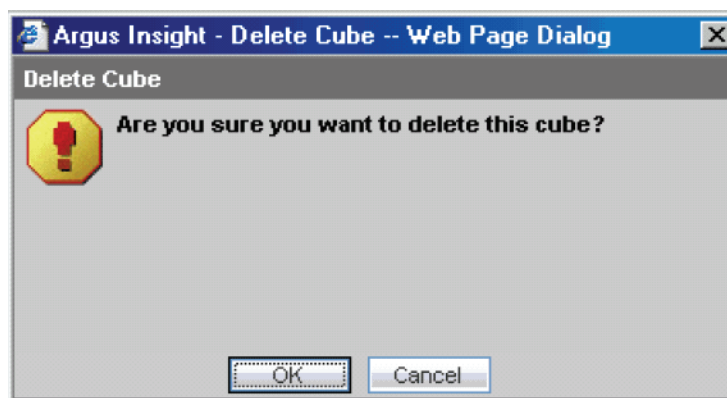 Argus Insight - Delete Cube -- Web Page Dialog
Delete Cube
Are you sure you want to delete this cube?
OK
Cancel